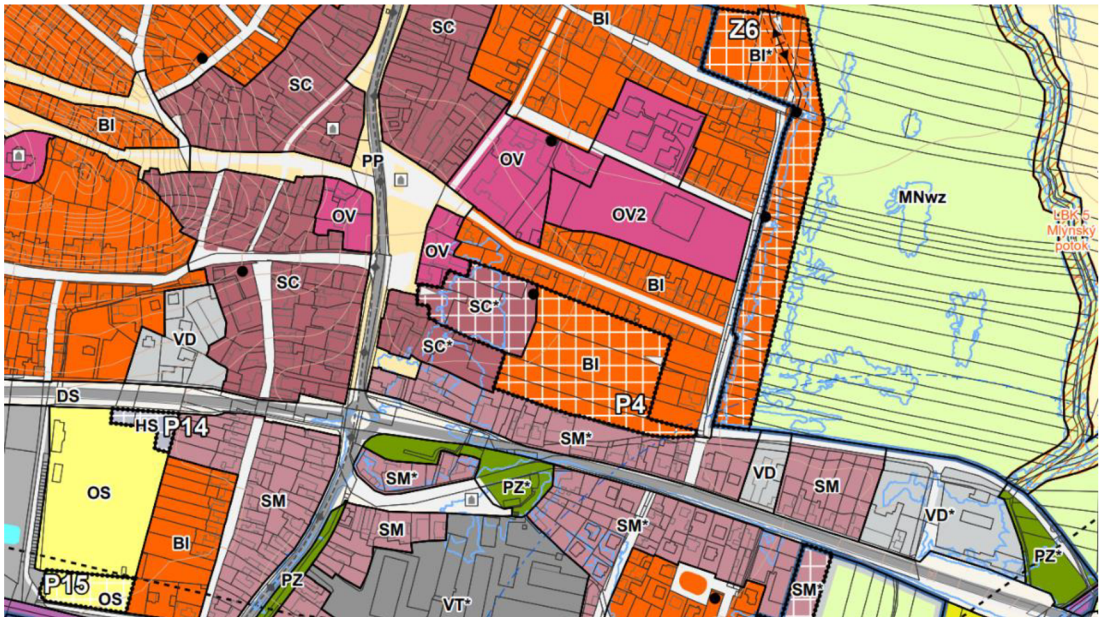 SC
BI
Z6
BI*
SC
BI
PP
OV
MNwz
OV
OV2
LBK 5
Mlýnský
potok
OV
SC
BI
SC*
VD
SC*
BI
DS
P4
HS
P14
SM*
OS
SM
SM*
PZ*
VD
SM
VD*
BI
SM
SM*
PZ*
P15
OS
PZ
VT*
SM*